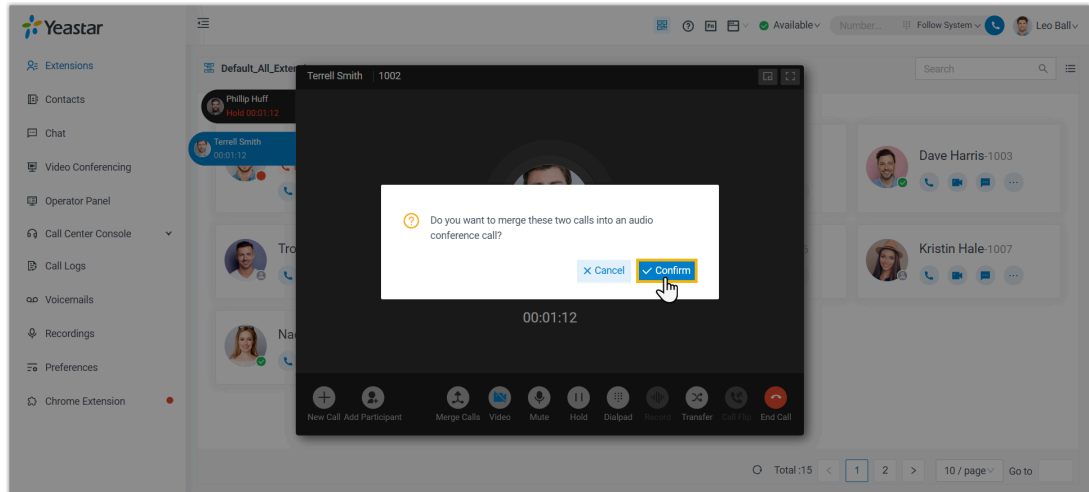 Yeastar
Available
Number...
Follow System
Leo Ball
Extensions
Contacts
Chat
Video Conferencing
Operator Panel
Call Center Console
Call Logs
Voicemails
Recordings
Preferences
Chrome Extension
Default_All_Exten
Search
Terrell Smith 1002
Phillip Huff
Hold 00:01:12
Terrell Smith
00:01:12
Dave Harris-1003
Tro
Kristin Hale-1007
Na
Do you want to merge these two calls into an audio
conference call?
Cancel
Confirm
00:01:12
New Call
Add Participant
Merge Calls
Video
Mute
Hold
Dialpad
Record
Transfer
Call Flip
End Call
Total :15
1
2
10 / page
Go to